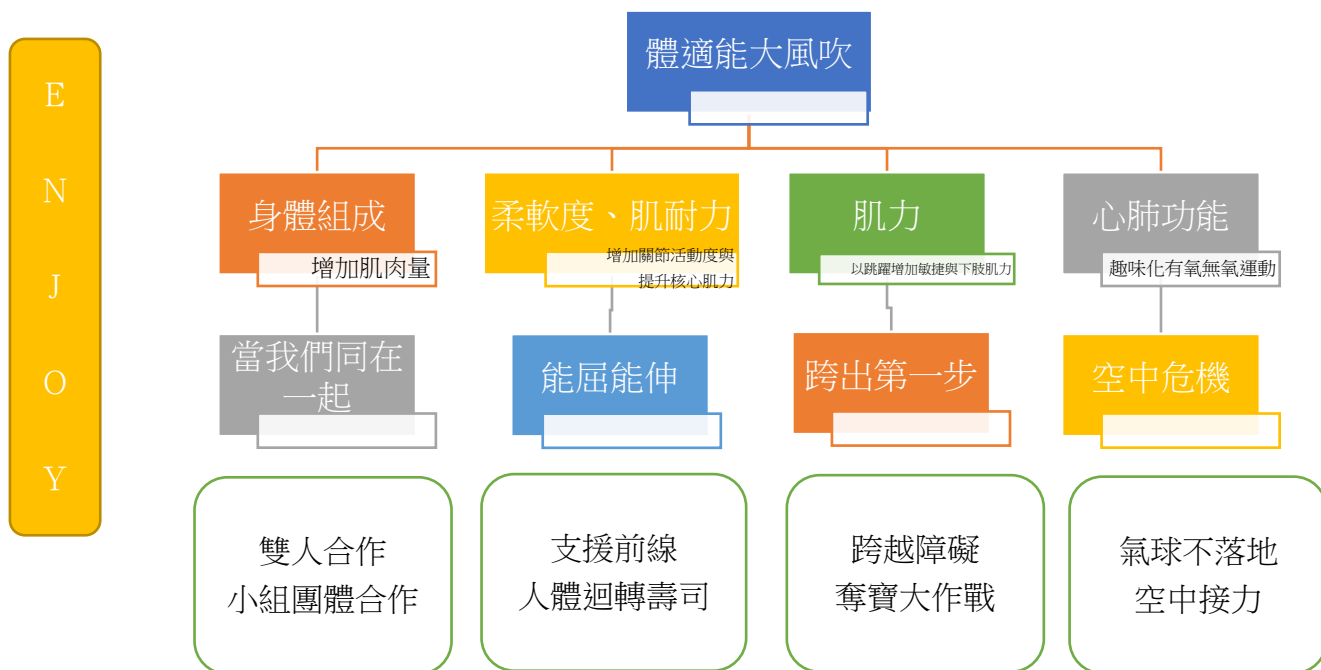 E
N
J
O
Y
體適能大風吹
身體組成
增加肌肉量
柔軟度、肌耐力
增加關節活動度與
提升核心肌力
肌力
以跳躍增加敏捷與下肢肌力
心肺功能
趣味化有氧無氧運動
當我們同在
一起
能屈能伸
跨出第一步
空中危機
雙人合作
小組團體合作
支援前線
人體迴轉壽司
跨越障礙
奪寶大作戰
氣球不落地
空中接力